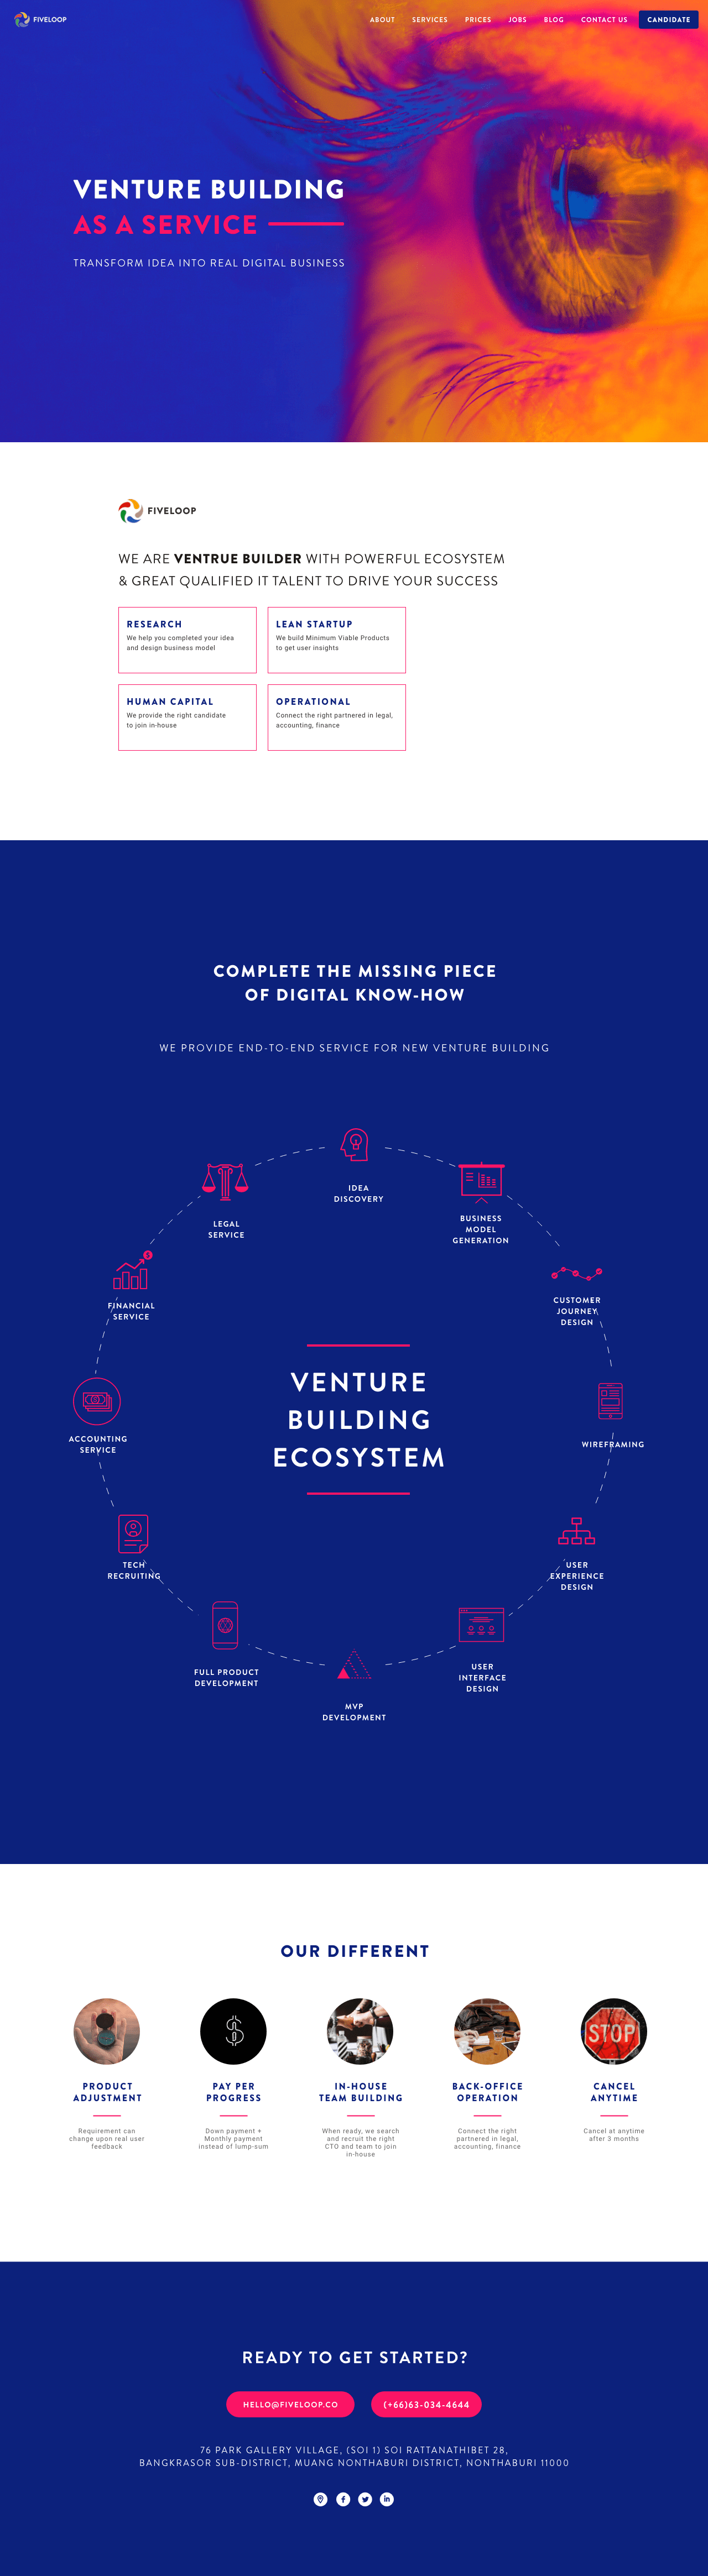 FIVELOOP
ABOUT SERVICES PRICES JOBS BLOG CONTACT US CANDIDATE
VENTURE BUILDING
AS A SERVICE
TRANSFORM IDEA INTO REAL DIGITAL BUSINESS
FIVELOOP
WE ARE VENTRUE BUILDER WITH POWERFUL ECOSYSTEM
& GREAT QUALIFIED IT TALENT TO DRIVE YOUR SUCCESS
RESEARCH
We help you completed your idea
and design business model
LEAN STARTUP
We build Minimum Viable Products
to get user insights
HUMAN CAPITAL
We provide the right candidate
to join in-house
OPERATIONAL
Connect the right partnered in legal,
accounting, finance
COMPLETE THE MISSING PIECE
OF DIGITAL KNOW-HOW
WE PROVIDE END-TO-END SERVICE FOR NEW VENTURE BUILDING
IDEA
DISCOVERY
BUSINESS
MODEL
GENERATION
CUSTOMER
JOURNEY
DESIGN
WIREFRAMING
USER
EXPERIENCE
DESIGN
USER
INTERFACE
DESIGN
MVP
DEVELOPMENT
FULL PRODUCT
DEVELOPMENT
TECH
RECRUITING
ACCOUNTING
SERVICE
FINANCIAL
SERVICE
LEGAL
SERVICE
VENTURE
BUILDING
ECOSYSTEM
OUR DIFFERENT
PRODUCT
ADJUSTMENT
Requirement can
change upon real user
feedback
$
PAY PER
PROGRESS
Down payment +
Monthly payment
instead of lump-sum
IN-HOUSE
TEAM BUILDING
When ready, we search
and recruit the right
CTO and team to join
in-house
BACK-OFFICE
OPERATION
Connect the right
partnered in legal,
accounting, finance
STOP
CANCEL
ANYTIME
Cancel at anytime
after 3 months
READY TO GET STARTED?
HELLO@FIVELOOP.CO
(+66)63-034-4644
76 PARK GALLERY VILLAGE, (SOI 1) SOI RATTANATHIBET 28,
BANGKRASOR SUB-DISTRICT, MUANG NONTHABURI DISTRICT, NONTHABURI 11000